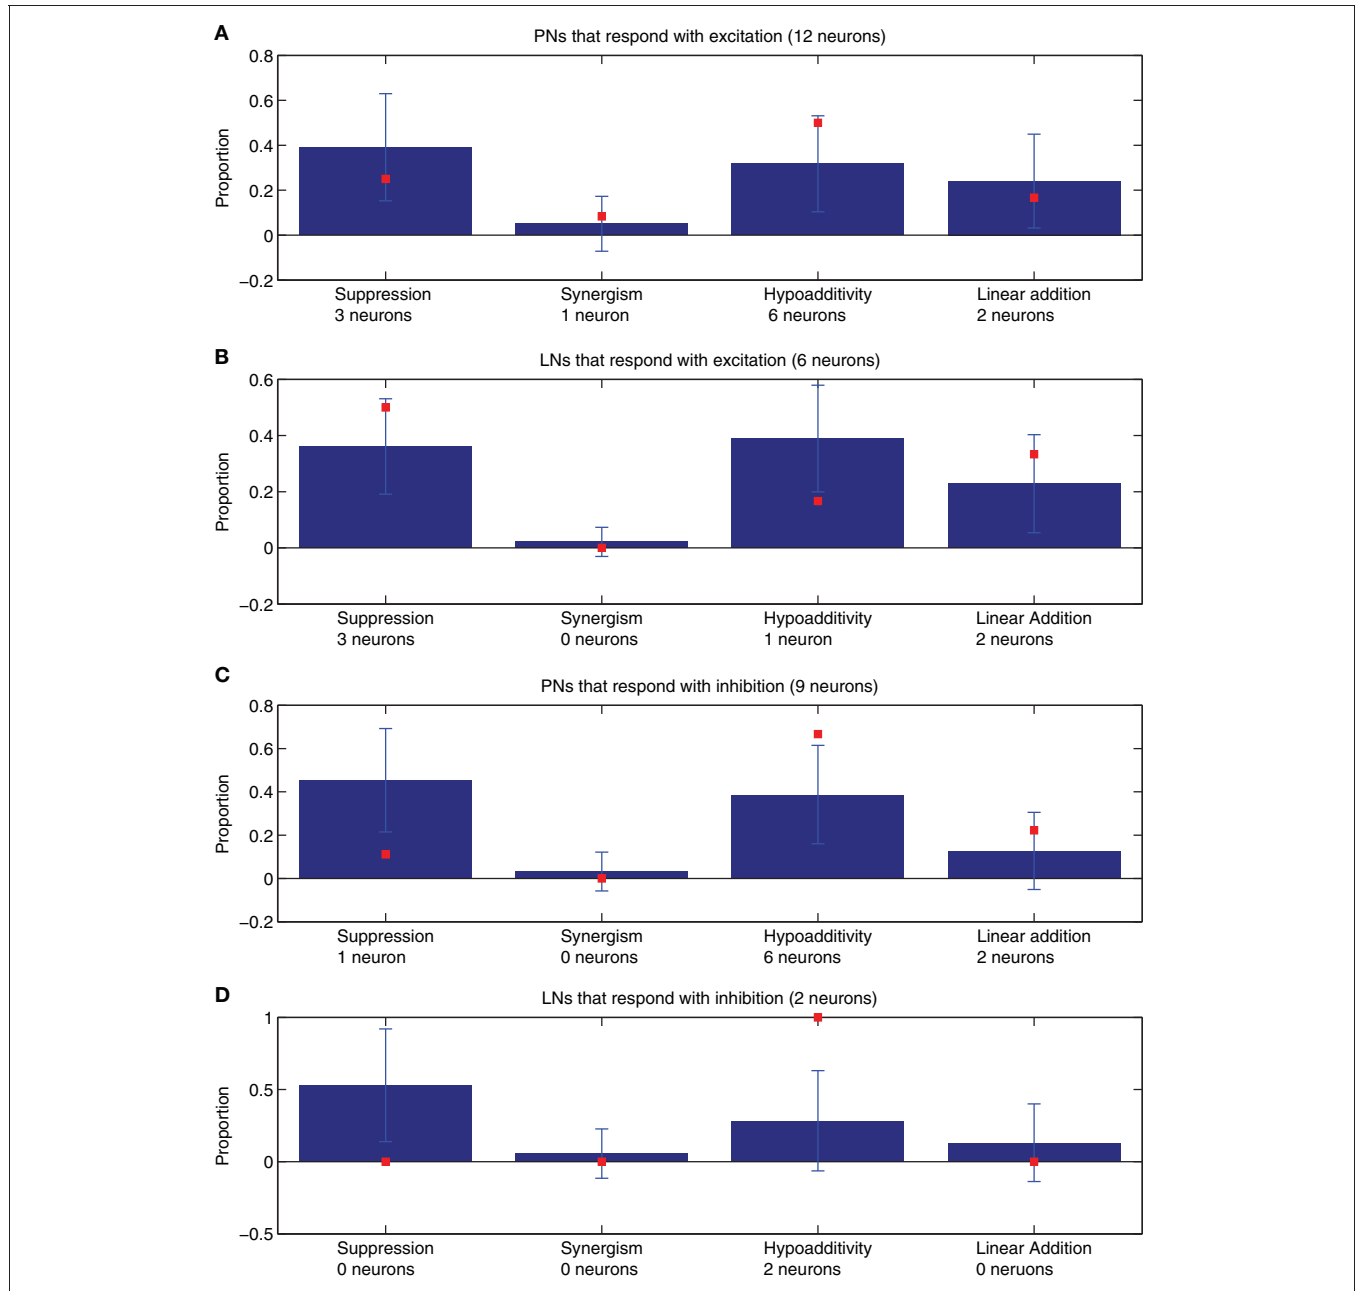 A
PNs that respond with excitation (12 neurons)
0.8
0.6
0.4
0.2
0
−0.2
Proportion
Suppression
3 neurons
Synergism
1 neuron
Hypoadditivity
6 neurons
Linear addition
2 neurons
B
LNs that respond with excitation (6 neurons)
0.6
0.4
0.2
0
−0.2
Proportion
Suppression
3 neurons
Synergism
0 neurons
Hypoadditivity
1 neuron
Linear Addition
2 neurons
C
PNs that respond with inhibition (9 neurons)
0.8
0.6
0.4
0.2
0
−0.2
Proportion
Suppression
1 neuron
Synergism
0 neurons
Hypoadditivity
6 neurons
Linear addition
2 neurons
D
LNs that respond with inhibition (2 neurons)
1
0.5
0
−0.5
Proportion
Suppression
0 neurons
Synergism
0 neurons
Hypoadditivity
2 neurons
Linear Addition
0 neruons